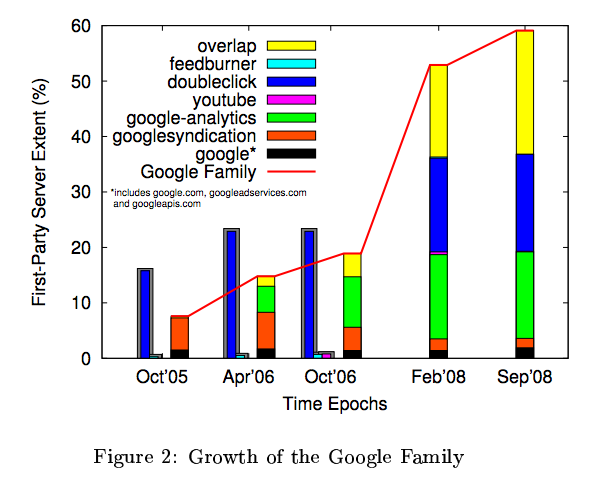 60
50
40
30
20
10
0
First-Party Server Extent (%)
overlap
feedburner
doubleclick
youtube
google-analytics
googlesyndication
google*
Google Family
*includes google.com, googleadservices.com
and googleapis.com
Oct'05 Apr'06 Oct'06 Feb'08 Sep'08
Time Epochs
Figure 2: Growth of the Google Family